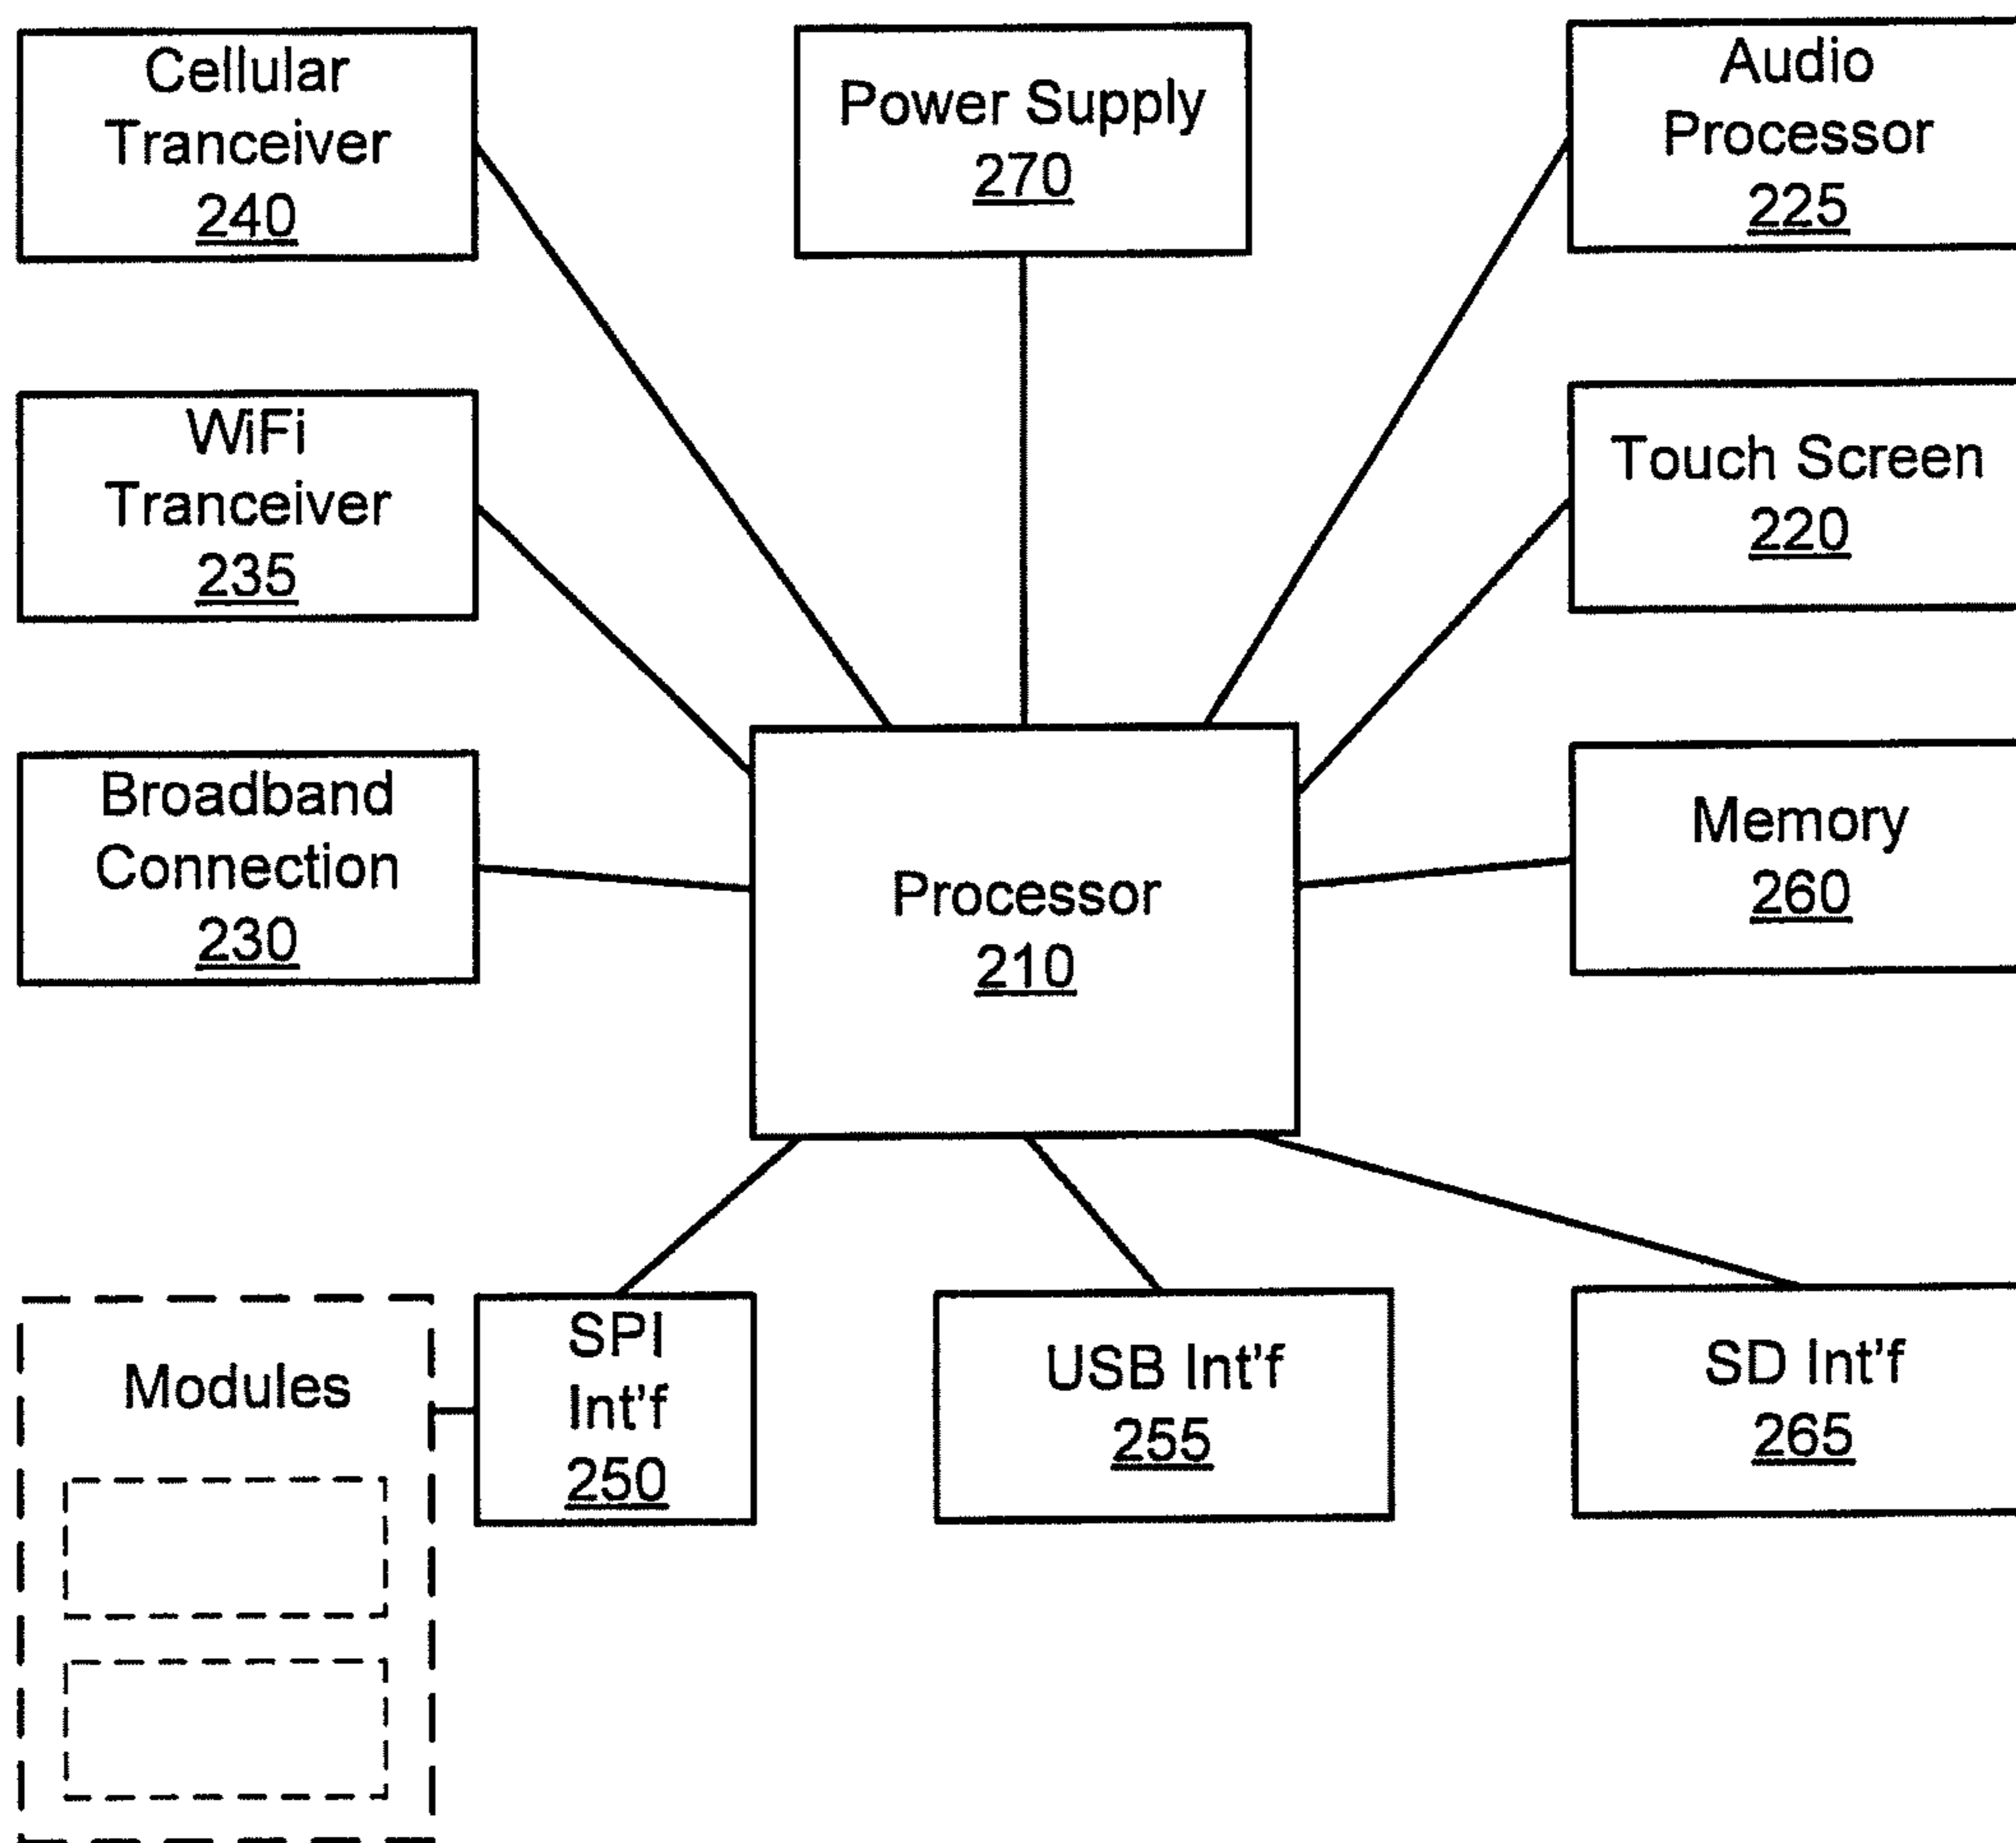 Cellular
Tranceiver
240
Power Supply
270
Audio
Processor
225
WiFi
Tranceiver
235
Touch Screen
220
Broadband
Connection
230
Processor
210
Memory
260
Modules
SPI
Int'f
250
USB Int'f
255
SD Int'f
265